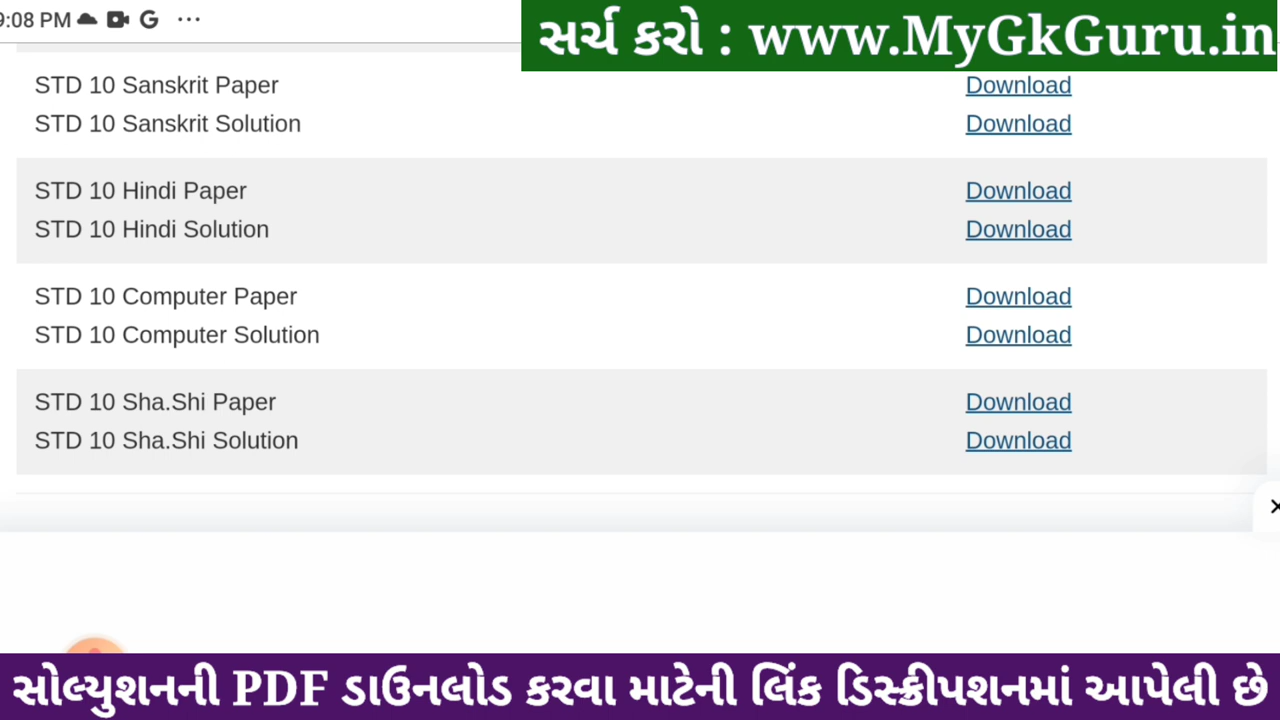 9:08 PM
સર્ચ કરો : www.MyGkGuru.in
STD 10 Sanskrit Paper Download
STD 10 Sanskrit Solution Download
STD 10 Hindi Paper Download
STD 10 Hindi Solution Download
STD 10 Computer Paper Download
STD 10 Computer Solution Download
STD 10 Sha.Shi Paper Download
STD 10 Sha.Shi Solution Download
સોલ્યુશનની PDF ડાઉનલોડ કરવા માટેની લિંક ડિસ્ક્રીપશનમાં આપેલી છે